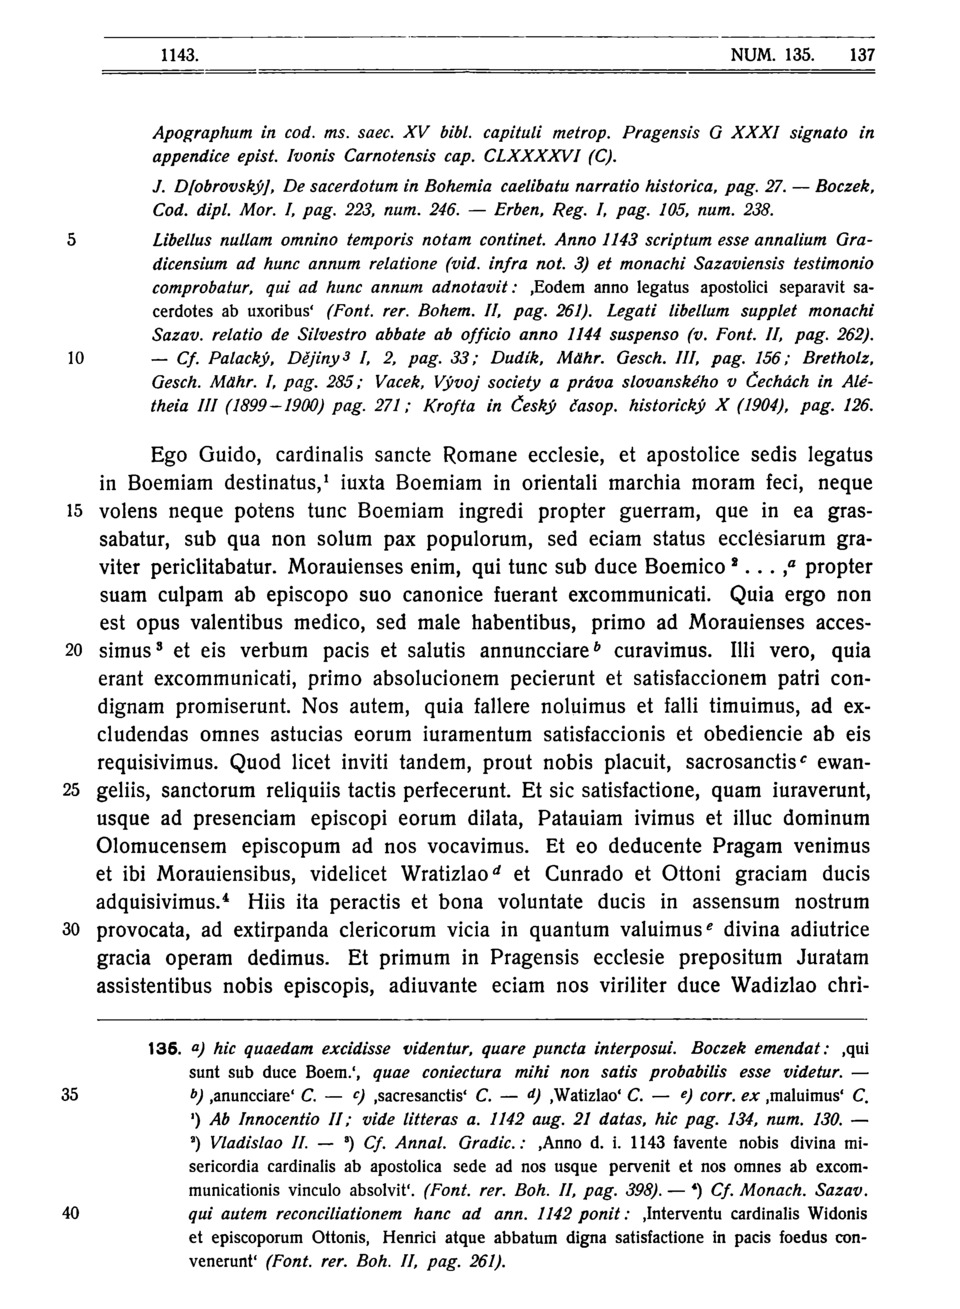 1143. NUM. 135. 137
Apographum in cod. ms. saec. XV bibl. capituli metrop. Pragensis G XXXI signato in
appendice epist. Ivonis Carnotensis cap. CLXXXXVI (C).
J. D[obrovský], De sacerdotum in Bohemia caelibatu narratio historica, pag. 27. — Boczek,
Cod. dipl. Mor. I, pag. 223, num. 246. — Erben, Reg. I, pag. 105, num. 238.
5 Libellus nullam omnino temporis notam continet. Anno 1143 scriptum esse annalium Gra-
dicensium ad hunc annum relatione (vid. infra not. 3) et monachi Sazaviensis testimonio
comprobatur, qui ad hunc annum adnotavit: ‚Eodem anno legatus apostolici separavit sa-
cerdotes ab uxoribus‘ (Font. rer. Bohem. II, pag. 261). Legati libellum supplet monachi
Sazav. relatio de Silvestro abbate ab officio anno 1144 suspenso (v. Font. II, pag. 262).
10 — Cf. Palacký, Dějiny³ I, 2, pag. 33; Dudík, Mähr. Gesch. III, pag. 156; Bretholz,
Gesch. Mähr. I, pag. 285; Vacek, Vývoj society a práva slovanského v Čechách in Alé-
theia III (1899–1900) pag. 271; Krofta in Český časop. historický X (1904), pag. 126.
Ego Guido, cardinalis sancte Romane ecclesie, et apostolice sedis legatus
in Boemiam destinatus,¹ iuxta Boemiam in orientali marchia moram feci, neque
15 volens neque potens tunc Boemiam ingredi propter guerram, que in ea gras-
sabatur, sub qua non solum pax populorum, sed eciam status ecclesiarum gra-
viter periclitabatur. Morauienses enim, qui tunc sub duce Boemico ² . . . ,ᵃ propter
suam culpam ab episcopo suo canonice fuerant excommunicati. Quia ergo non
est opus valentibus medico, sed male habentibus, primo ad Morauienses acces-
20 simus ³ et eis verbum pacis et salutis annuncciare ᵇ curavimus. Illi vero, quia
erant excommunicati, primo absolucionem pecierunt et satisfaccionem patri con-
dignam promiserunt. Nos autem, quia fallere noluimus et falli timuimus, ad ex-
cludendas omnes astucias eorum iuramentum satisfaccionis et obediencie ab eis
requisivimus. Quod licet inviti tandem, prout nobis placuit, sacrosanctis ᶜ ewan-
25 geliis, sanctorum reliquiis tactis perfecerunt. Et sic satisfactione, quam iuraverunt,
usque ad presenciam episcopi eorum dilata, Patauiam ivimus et illuc dominum
Olomucensem episcopum ad nos vocavimus. Et eo deducente Pragam venimus
et ibi Morauiensibus, videlicet Wratizlao ᵈ et Cunrado et Ottoni graciam ducis
adquisivimus.⁴ Hiis ita peractis et bona voluntate ducis in assensum nostrum
30 provocata, ad extirpanda clericorum vicia in quantum valuimus ᵉ divina adiutrice
gracia operam dedimus. Et primum in Pragensis ecclesie prepositum Juratam
assistentibus nobis episcopis, adiuvante eciam nos viriliter duce Wadizlao chri-
135. a) hic quaedam excidisse videntur, quare puncta interposui. Boczek emendat: ‚qui
sunt sub duce Boem.‘, quae coniectura mihi non satis probabilis esse videtur. —
35 b) ‚anuncciare‘ C. — c) ‚sacresanctis‘ C. — d) ‚Watizlao‘ C. — e) corr. ex ‚maluimus‘ C.
¹) Ab Innocentio II; vide litteras a. 1142 aug. 21 datas, hic pag. 134, num. 130. —
²) Vladislao II. — ³) Cf. Annal. Gradic.: ‚Anno d. i. 1143 favente nobis divina mi-
sericordia cardinalis ab apostolica sede ad nos usque pervenit et nos omnes ab excom-
municationis vinculo absolvit‘. (Font. rer. Boh. II, pag. 398). — ⁴) Cf. Monach. Sazav.
40 qui autem reconciliationem hanc ad ann. 1142 ponit: ‚Interventu cardinalis Widonis
et episcoporum Ottonis, Henrici atque abbatum digna satisfactione in pacis foedus con-
venerunt‘ (Font. rer. Boh. II, pag. 261).